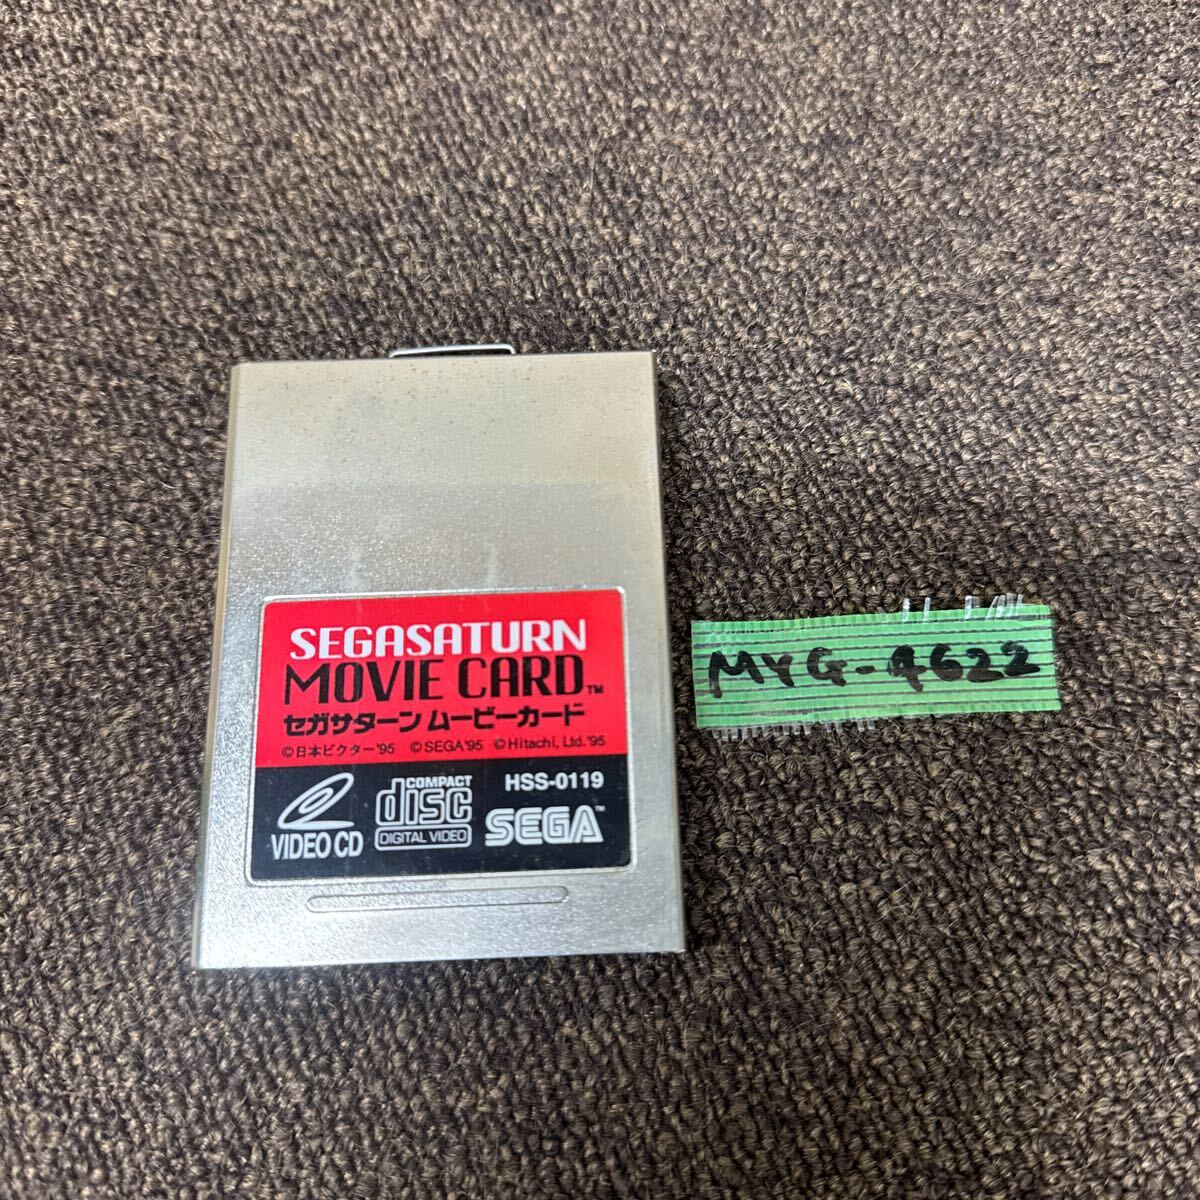 SEGASATURN
MOVIE CARD™
セガサターン ムービーカード
©日本ビクター'95 ©SEGA'95 ©Hitachi, Ltd.'95
HSS-0119
VIDEO CD
COMPACT
disc
DIGITAL VIDEO
SEGA™
MYG-4622